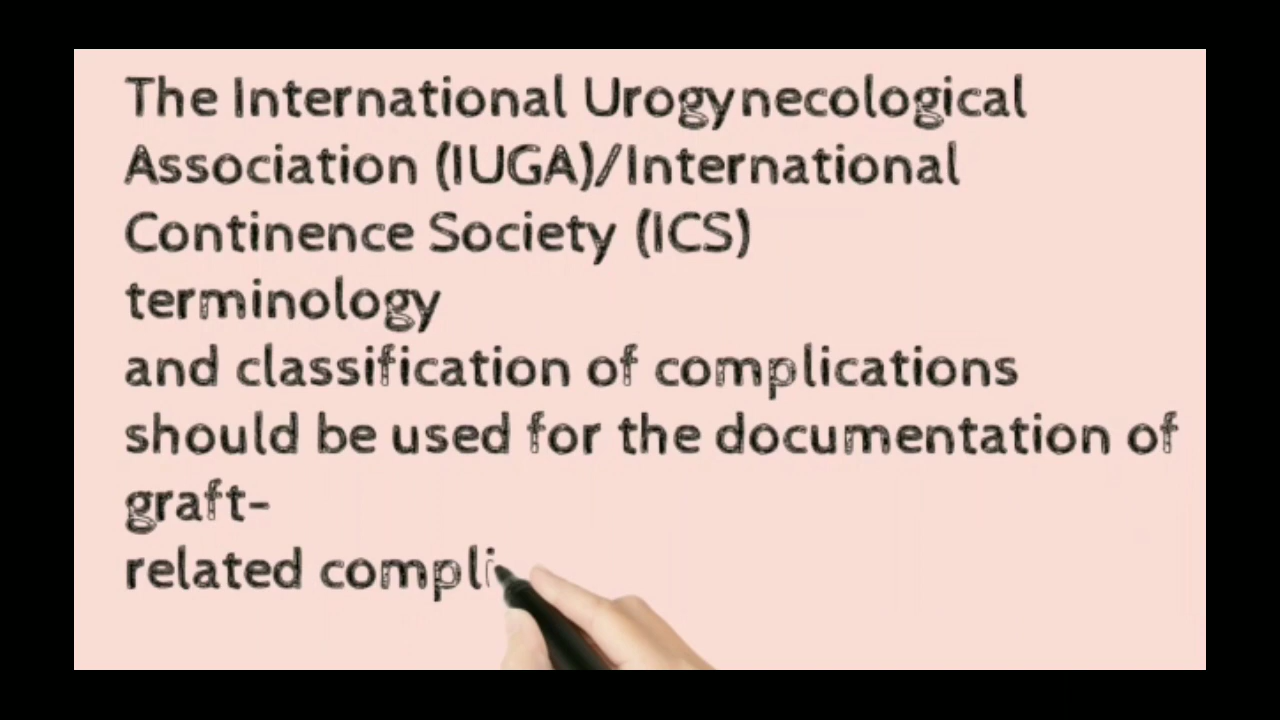 The International Urogynecological
Association (IUGA)/International
Continence Society (ICS)
terminology
and classification of complications
should be used for the documentation of
graft-
related compli